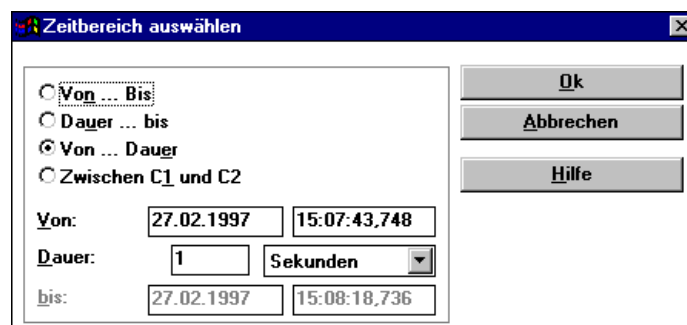 Zeitbereich auswählen
Von ... Bis
Dauer ... bis
Von ... Dauer
Zwischen C1 und C2
Von: 27.02.1997 15:07:43,748
Dauer: 1 Sekunden
bis: 27.02.1997 15:08:18,736
Ok
Abbrechen
Hilfe